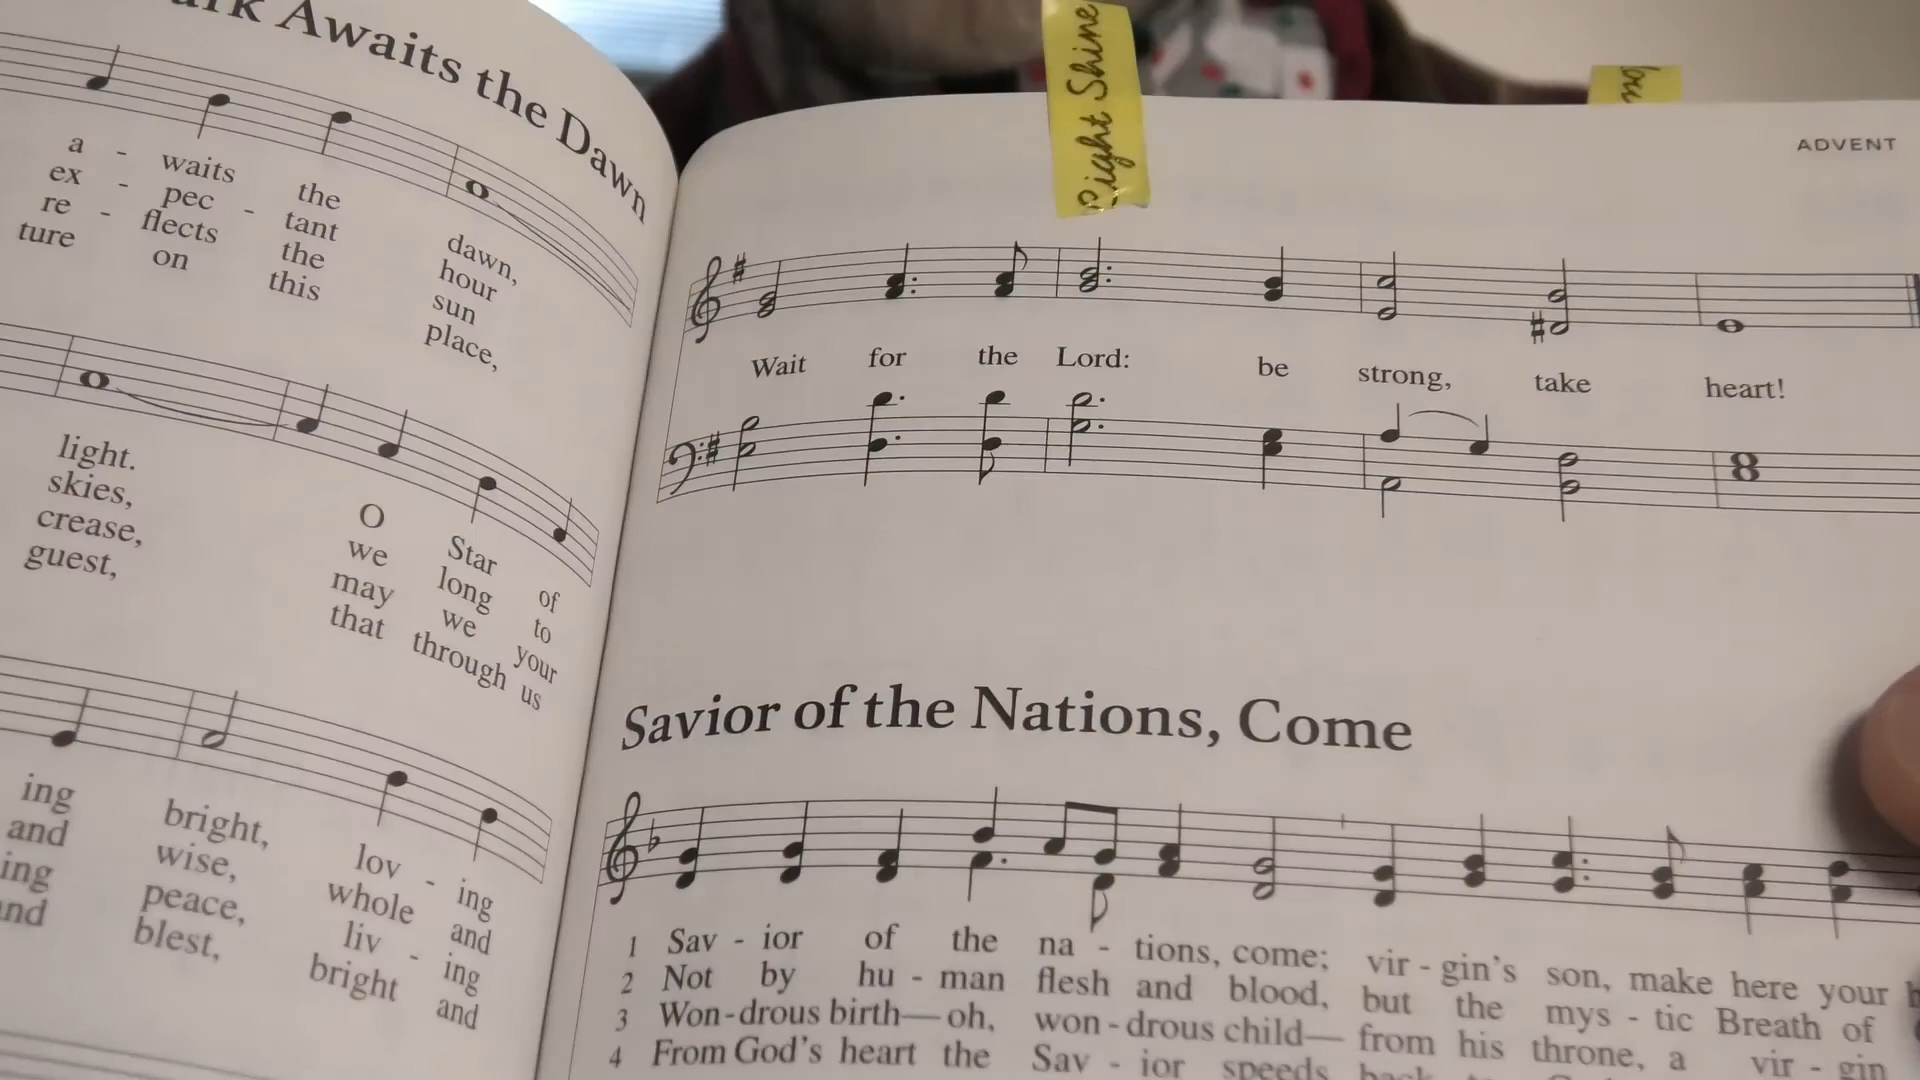 Awaits the Dawn
a - waits the dawn,
ex - pec - tant hour
re - flects the sun
ture on this place,
light. O Star of
skies, we long to
crease, may we your
guest, that through us
ing bright, lov - ing
and wise, whole and
ing peace, liv - ing
blest, bright and
Light Shine
ADVENT
Wait for the Lord: be strong, take heart!
Savior of the Nations, Come
1 Sav - ior of the na - tions, come; vir - gin's son, make here your
2 Not by hu - man flesh and blood, but the mys - tic Breath of
3 Won - drous birth—oh, won - drous child— from his throne, a vir - gin
4 From God's heart the Sav - ior speeds